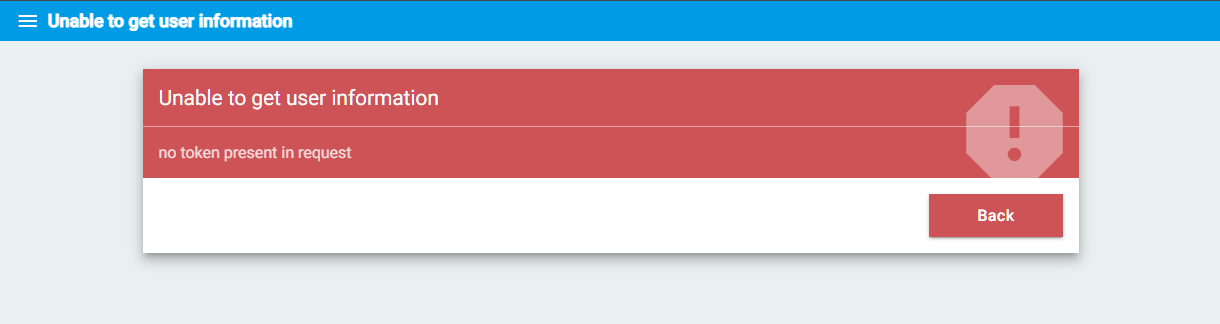 Unable to get user information
Unable to get user information
no token present in request
Back